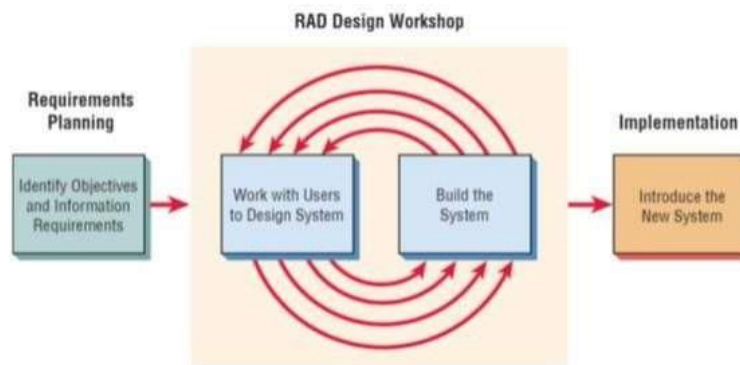 RAD Design Workshop
Requirements
Planning
Identify Objectives
and Information
Requirements
Work with Users
to Design System
Build the
System
Implementation
Introduce the
New System